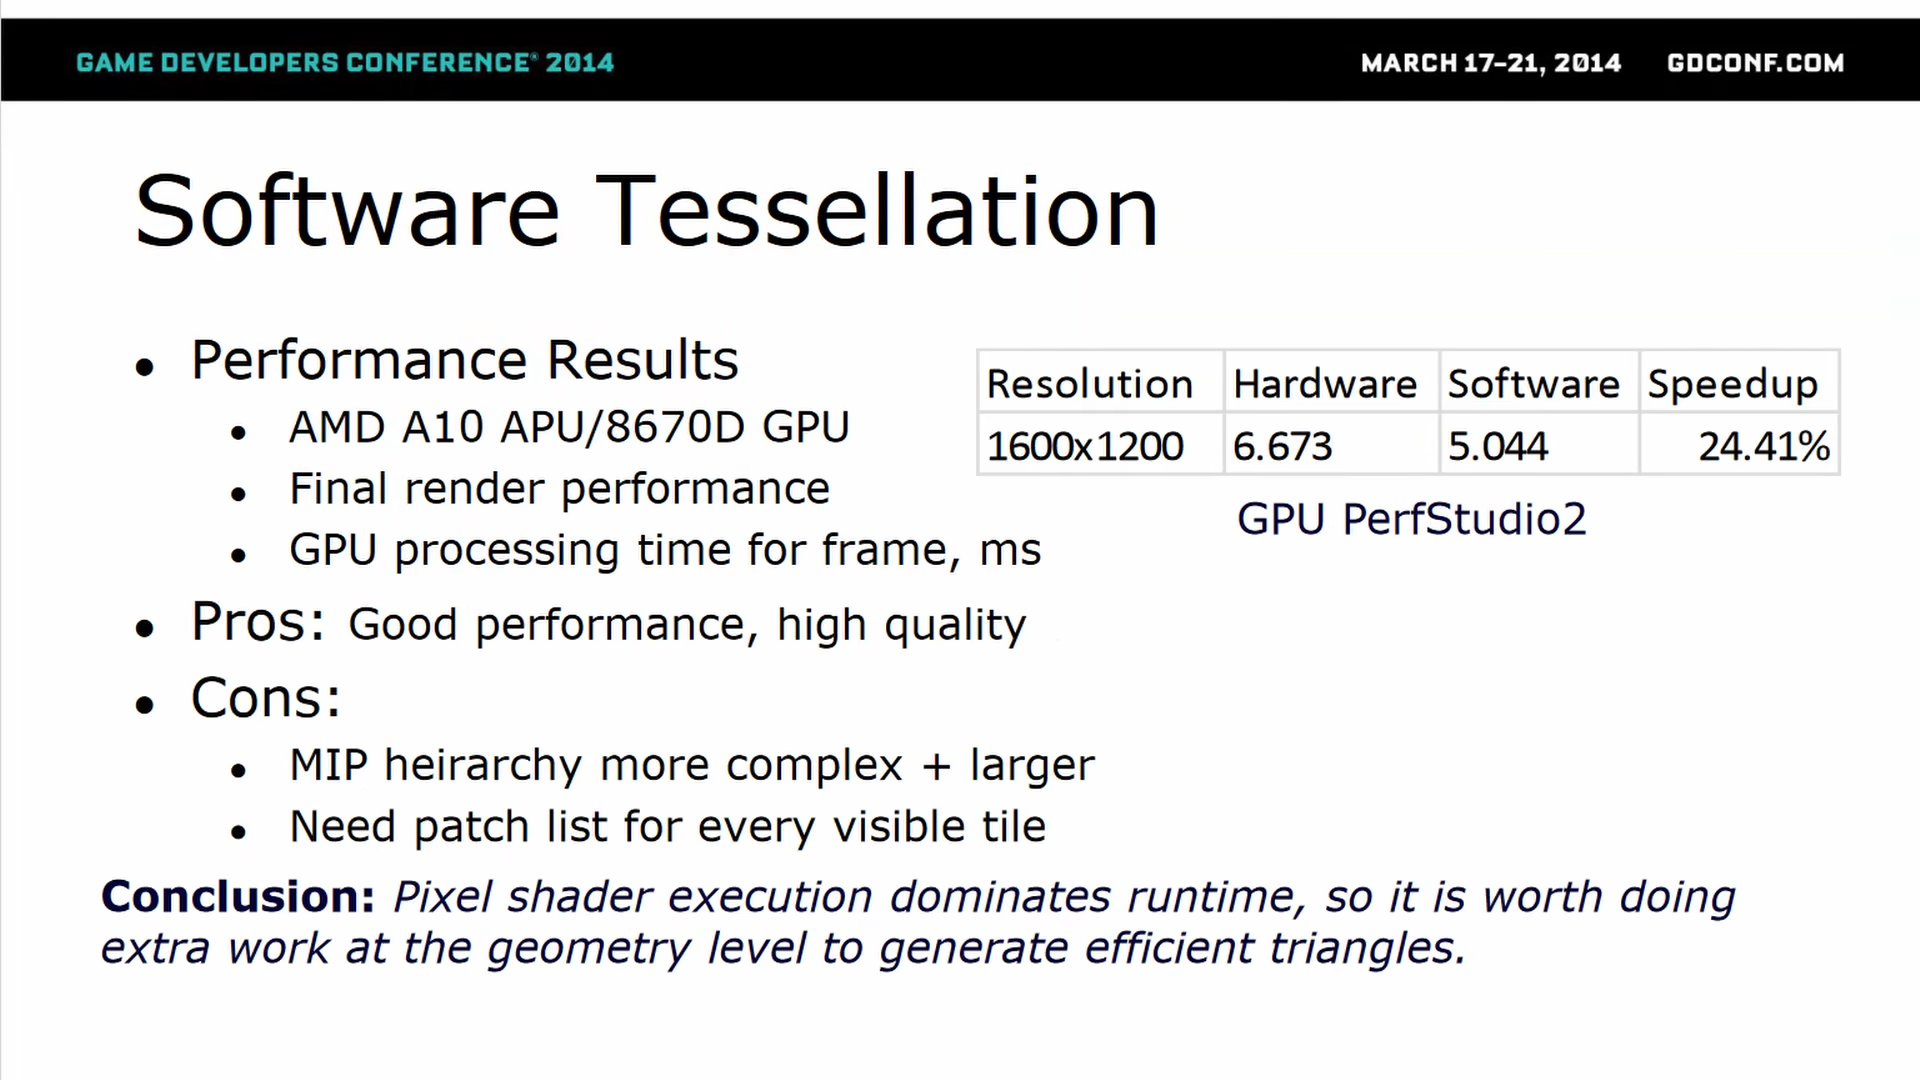 GAME DEVELOPERS CONFERENCE® 2014
MARCH 17–21, 2014 GDCONF.COM
Software Tessellation
• Performance Results
• AMD A10 APU/8670D GPU
• Final render performance
• GPU processing time for frame, ms
Resolution Hardware Software Speedup
1600x1200 6.673 5.044 24.41%
GPU PerfStudio2
• Pros: Good performance, high quality
• Cons:
• MIP heirarchy more complex + larger
• Need patch list for every visible tile
Conclusion: Pixel shader execution dominates runtime, so it is worth doing
extra work at the geometry level to generate efficient triangles.